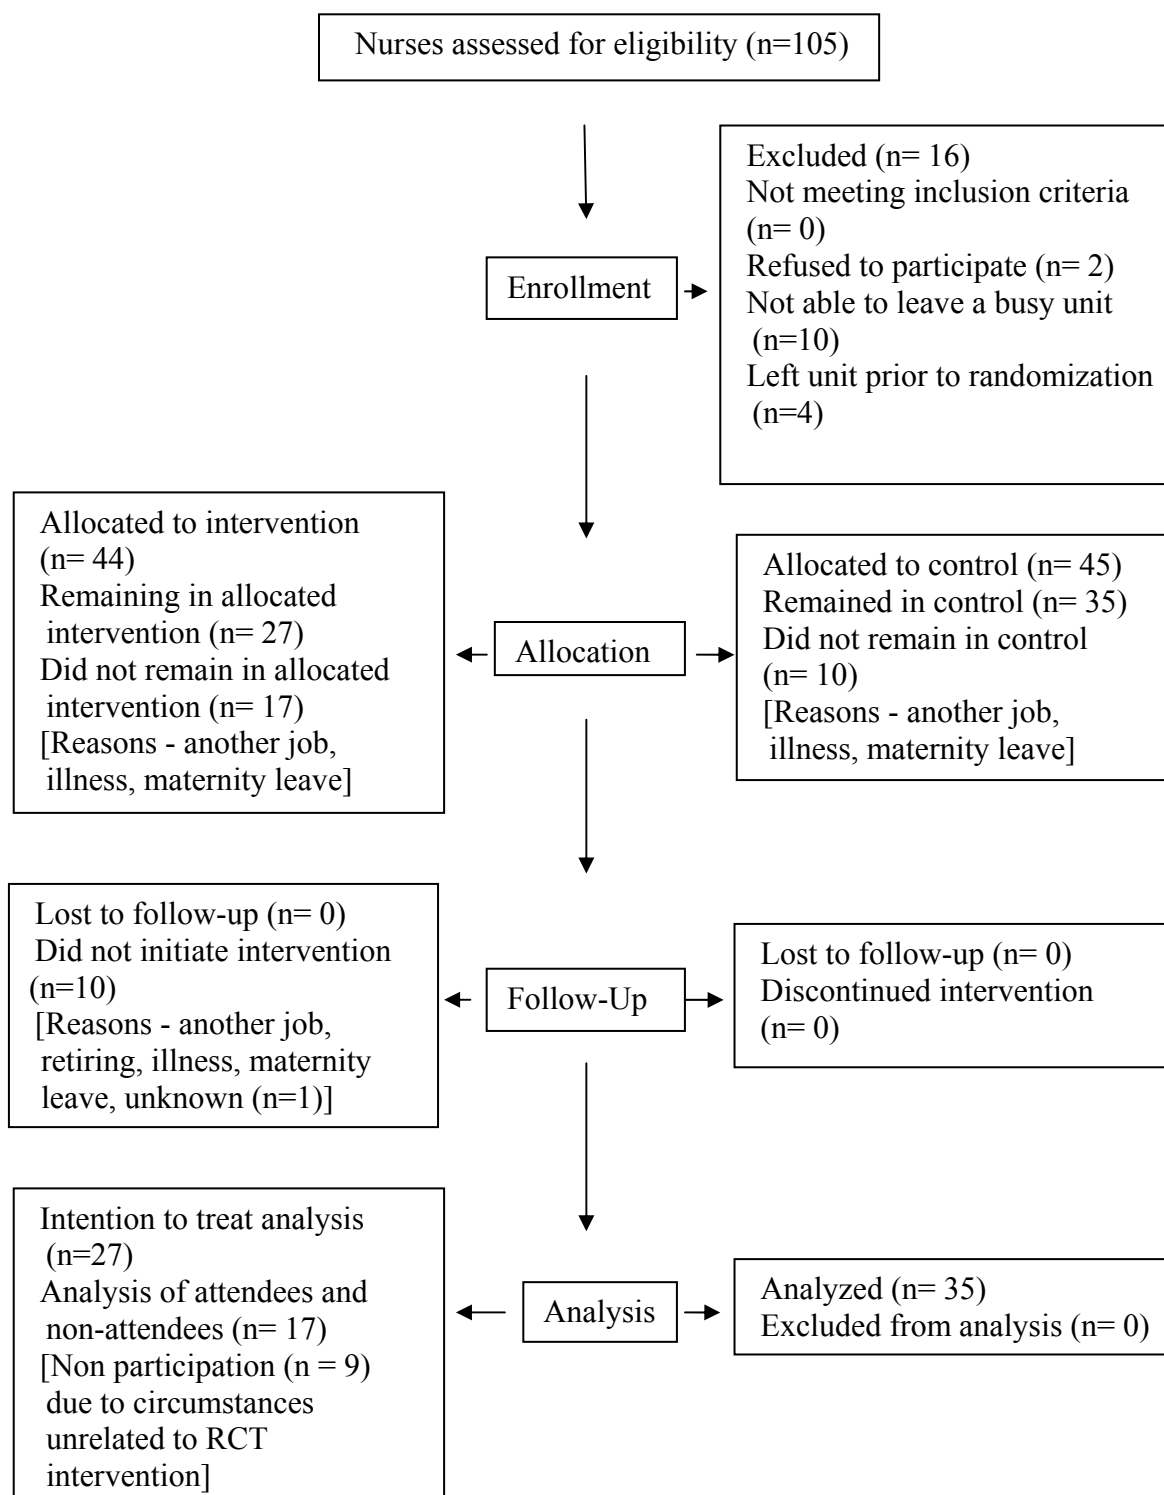 Nurses assessed for eligibility (n=105)
Excluded (n= 16)
Not meeting inclusion criteria
(n= 0)
Refused to participate (n= 2)
Not able to leave a busy unit
(n=10)
Left unit prior to randomization
(n=4)
Enrollment
Allocated to intervention
(n= 44)
Remaining in allocated
intervention (n= 27)
Did not remain in allocated
intervention (n= 17)
[Reasons - another job,
illness, maternity leave]
Allocation
Allocated to control (n= 45)
Remained in control (n= 35)
Did not remain in control
(n= 10)
[Reasons - another job,
illness, maternity leave]
Lost to follow-up (n= 0)
Did not initiate intervention
(n=10)
[Reasons - another job,
retiring, illness, maternity
leave, unknown (n=1)]
Follow-Up
Lost to follow-up (n= 0)
Discontinued intervention
(n= 0)
Intention to treat analysis
(n=27)
Analysis of attendees and
non-attendees (n= 17)
[Non participation (n = 9)
due to circumstances
unrelated to RCT
intervention]
Analysis
Analyzed (n= 35)
Excluded from analysis (n= 0)